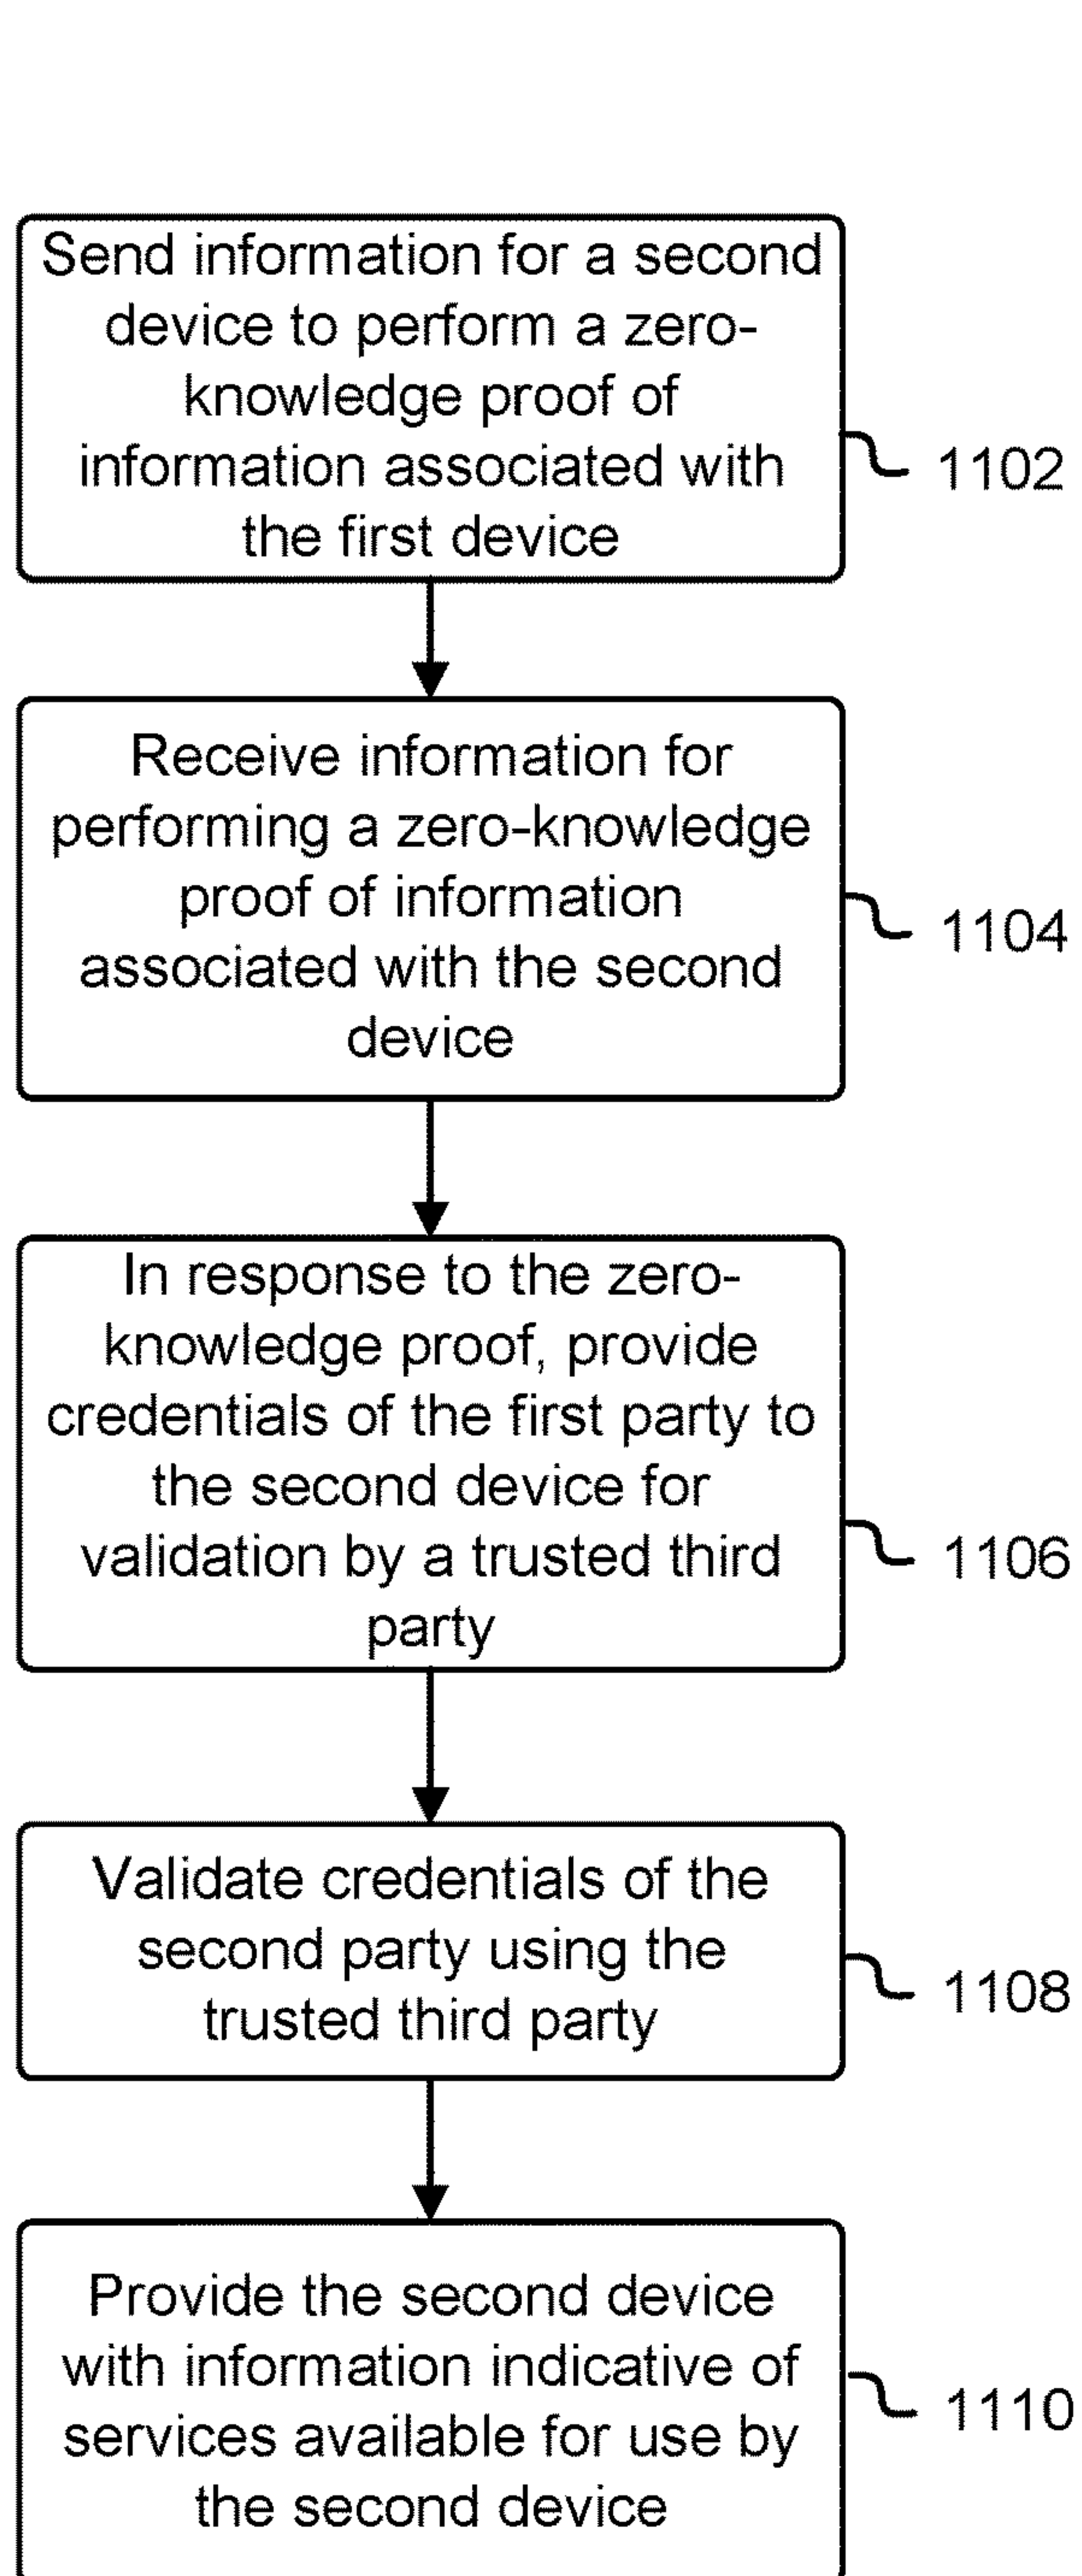 Send information for a second
device to perform a zero-
knowledge proof of
information associated with
the first device
1102
Receive information for
performing a zero-knowledge
proof of information
associated with the second
device
1104
In response to the zero-
knowledge proof, provide
credentials of the first party to
the second device for
validation by a trusted third
party
1106
Validate credentials of the
second party using the
trusted third party
1108
Provide the second device
with information indicative of
services available for use by
the second device
1110